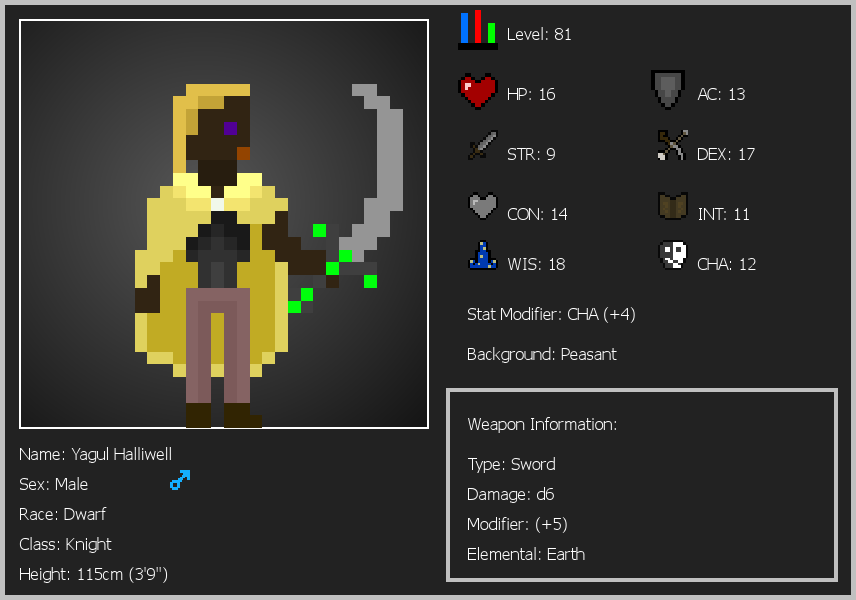 Level: 81
HP: 16
AC: 13
STR: 9
DEX: 17
CON: 14
INT: 11
WIS: 18
CHA: 12
Stat Modifier: CHA (+4)
Background: Peasant
Weapon Information:
Type: Sword
Damage: d6
Modifier: (+5)
Elemental: Earth
Name: Yagul Halliwell
Sex: Male
Race: Dwarf
Class: Knight
Height: 115cm (3'9")